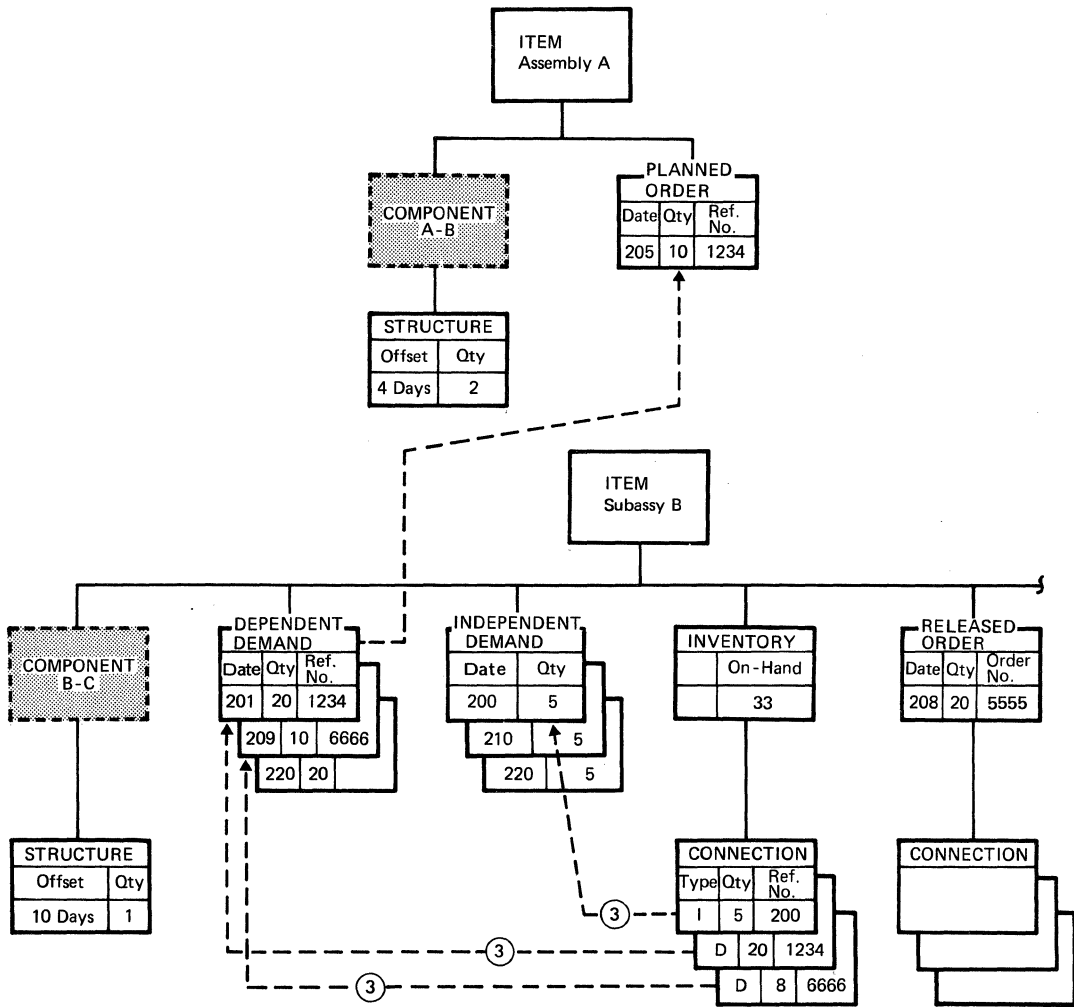 ITEM
Assembly A
COMPONENT
A-B
PLANNED
ORDER
Date Qty Ref. No.
205 10 1234
STRUCTURE
Offset Qty
4 Days 2
ITEM
Subassy B
COMPONENT
B-C
DEPENDENT
DEMAND
Date Qty Ref. No.
201 20 1234
209 10 6666
220 20
INDEPENDENT
DEMAND
Date Qty
200 5
210 5
220 5
INVENTORY
On-Hand
33
RELEASED
ORDER
Date Qty Order No.
208 20 5555
STRUCTURE
Offset Qty
10 Days 1
CONNECTION
Type Qty Ref. No.
I 5 200
D 20 1234
D 8 6666
3
3
3
CONNECTION